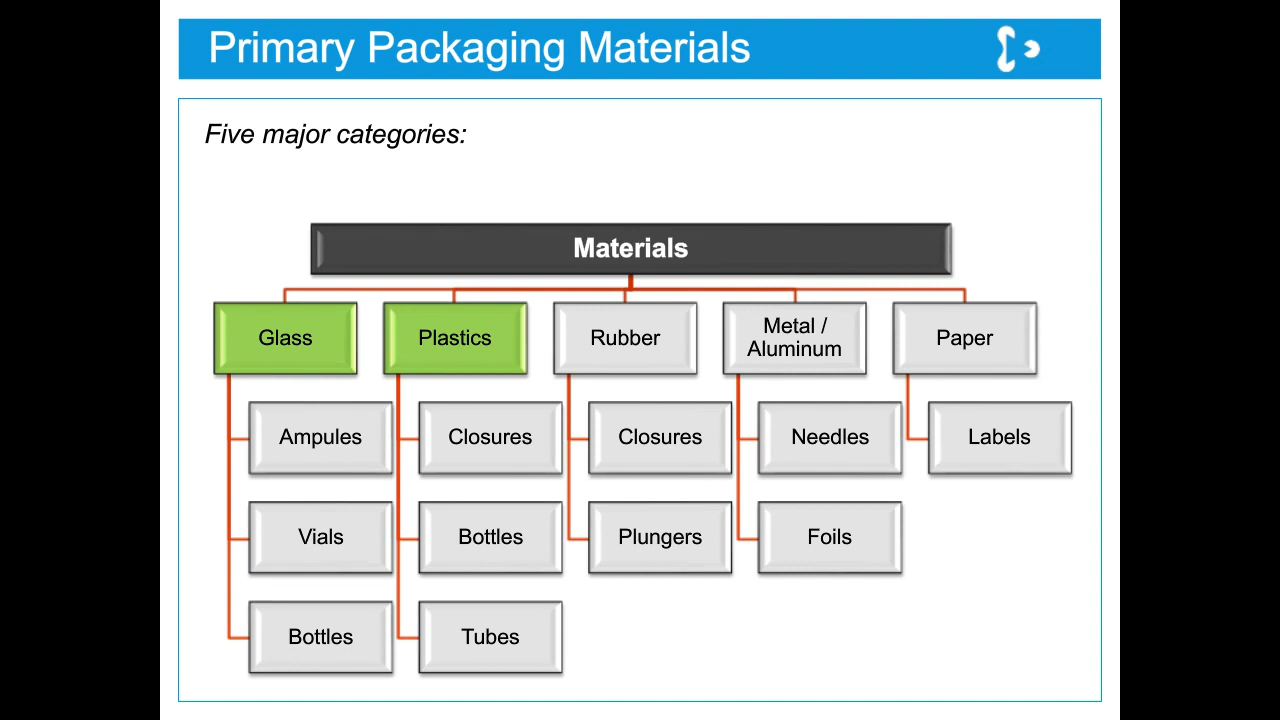 Primary Packaging Materials
Five major categories:
Materials
Glass
Plastics
Rubber
Metal /
Aluminum
Paper
Ampules
Closures
Closures
Needles
Labels
Vials
Bottles
Plungers
Foils
Bottles
Tubes